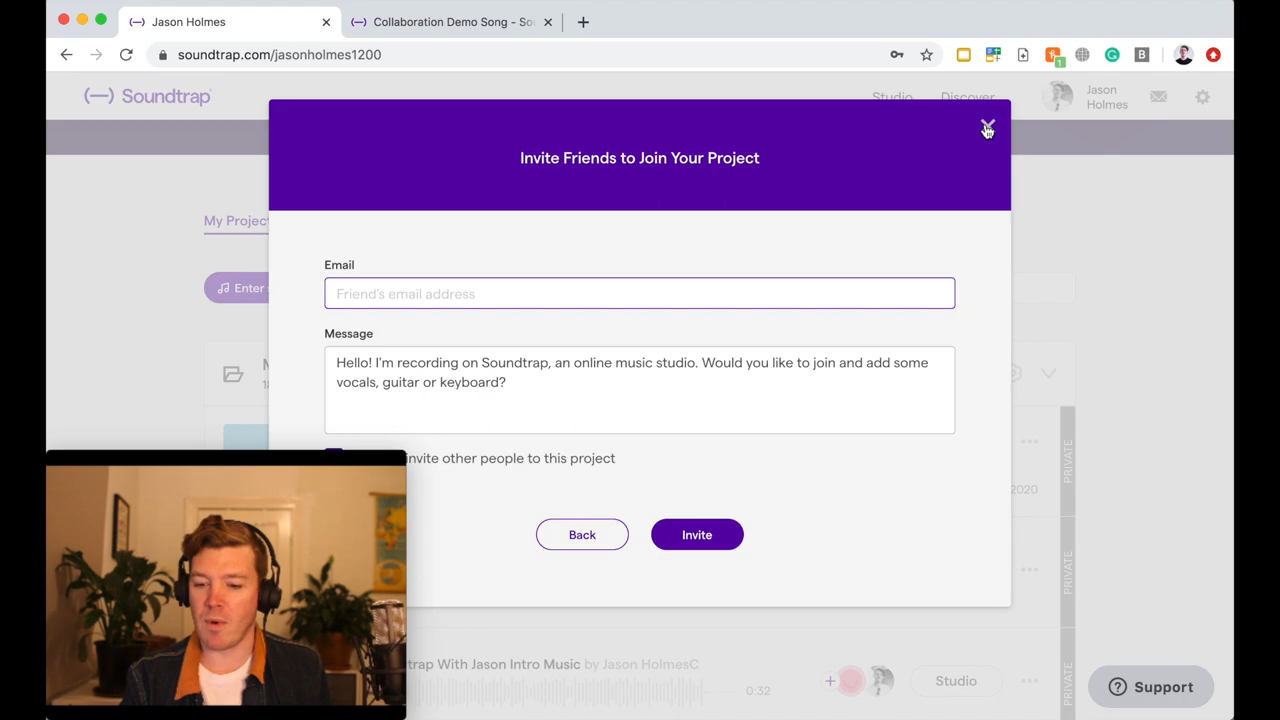 Jason Holmes
Collaboration Demo Song - Sou
soundtrap.com/jasonholmes1200
1
B
Soundtrap
Studio
Discover
Jason
Holmes
Invite Friends to Join Your Project
My Projec
Email
Enter
Friend's email address
Message
Hello! I'm recording on Soundtrap, an online music studio. Would you like to join and add some
vocals, guitar or keyboard?
PRIVATE
invite other people to this project
2020
Back
Invite
PRIVATE
trap With Jason Intro Music by Jason HolmesC
0:32
Studio
PRIVATE
Support